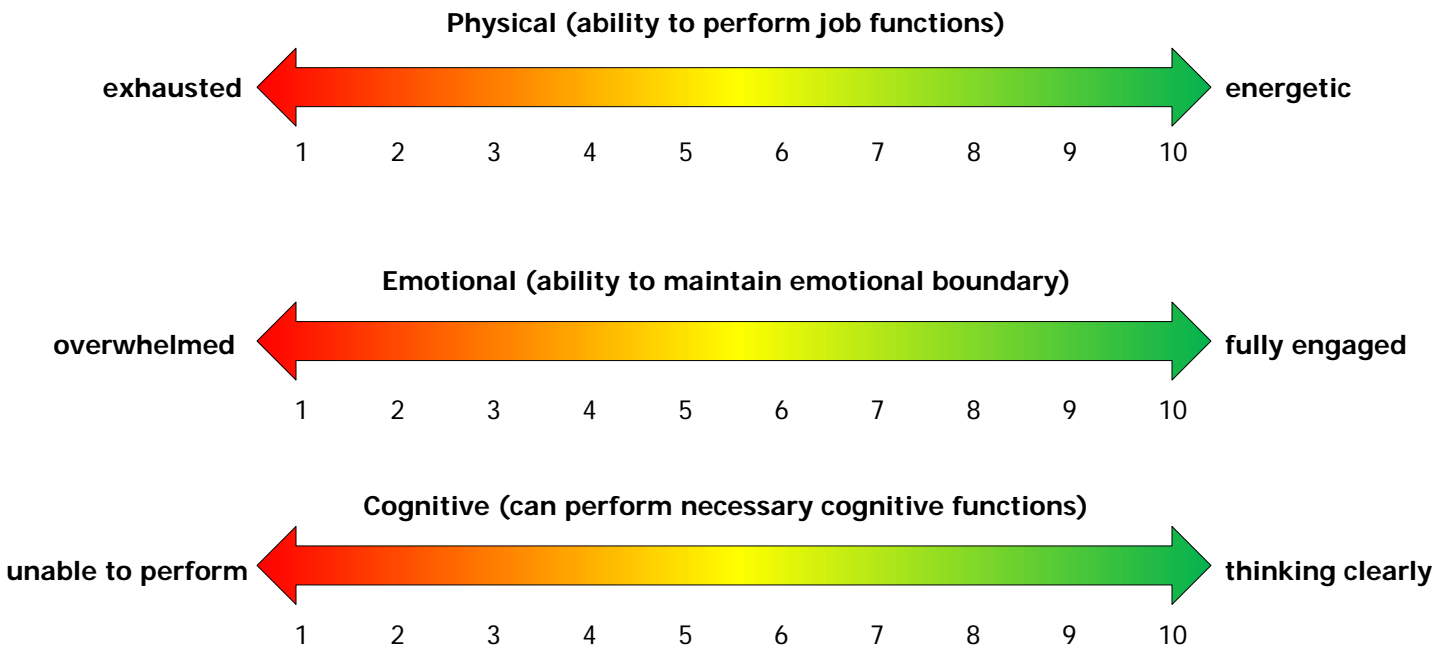 Physical (ability to perform job functions)
exhausted energetic
1 2 3 4 5 6 7 8 9 10
Emotional (ability to maintain emotional boundary)
overwhelmed fully engaged
1 2 3 4 5 6 7 8 9 10
Cognitive (can perform necessary cognitive functions)
unable to perform thinking clearly
1 2 3 4 5 6 7 8 9 10